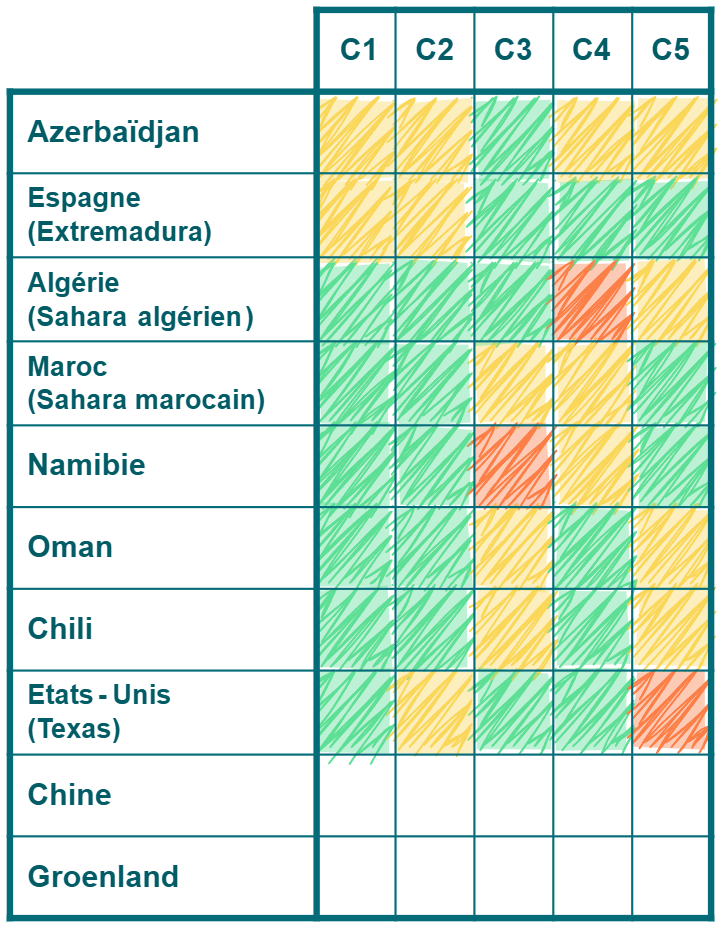 C1 C2 C3 C4 C5
Azerbaïdjan
Espagne
(Extremadura)
Algérie
(Sahara algérien)
Maroc
(Sahara marocain)
Namibie
Oman
Chili
Etats-Unis
(Texas)
Chine
Groenland